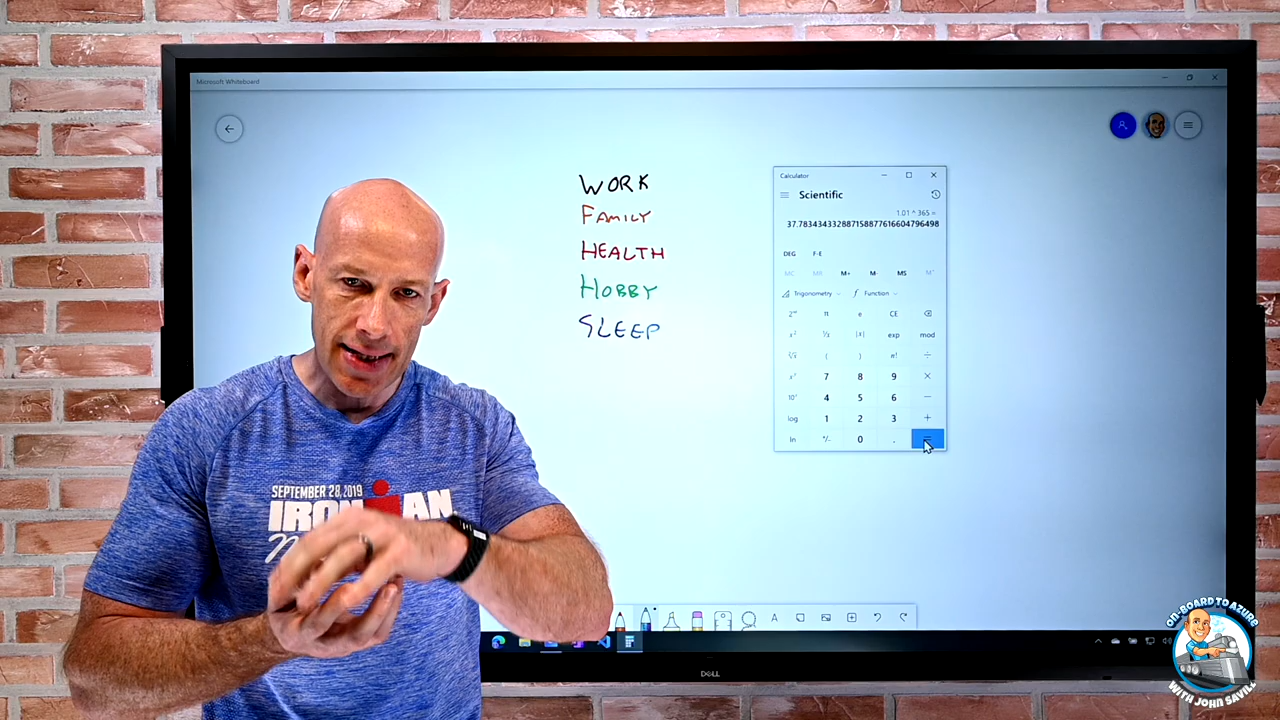 Microsoft Whiteboard
WORK
FAMILY
HEALTH
HOBBY
SLEEP
Calculator
Scientific
1.01 ^ 365 =
37.783434332887158877616604796498
DEG F-E
MC MR M+ M- MS
Trigonometry Function
π e CE
exp mod
( ) n!
7 8 9 ×
4 5 6 −
log 1 2 3 +
ln +/- 0 . =
SEPTEMBER 28, 2019
IRONMAN
A
DELL
ON-BOARD TO AZURE
WITH JOHN SAVILL